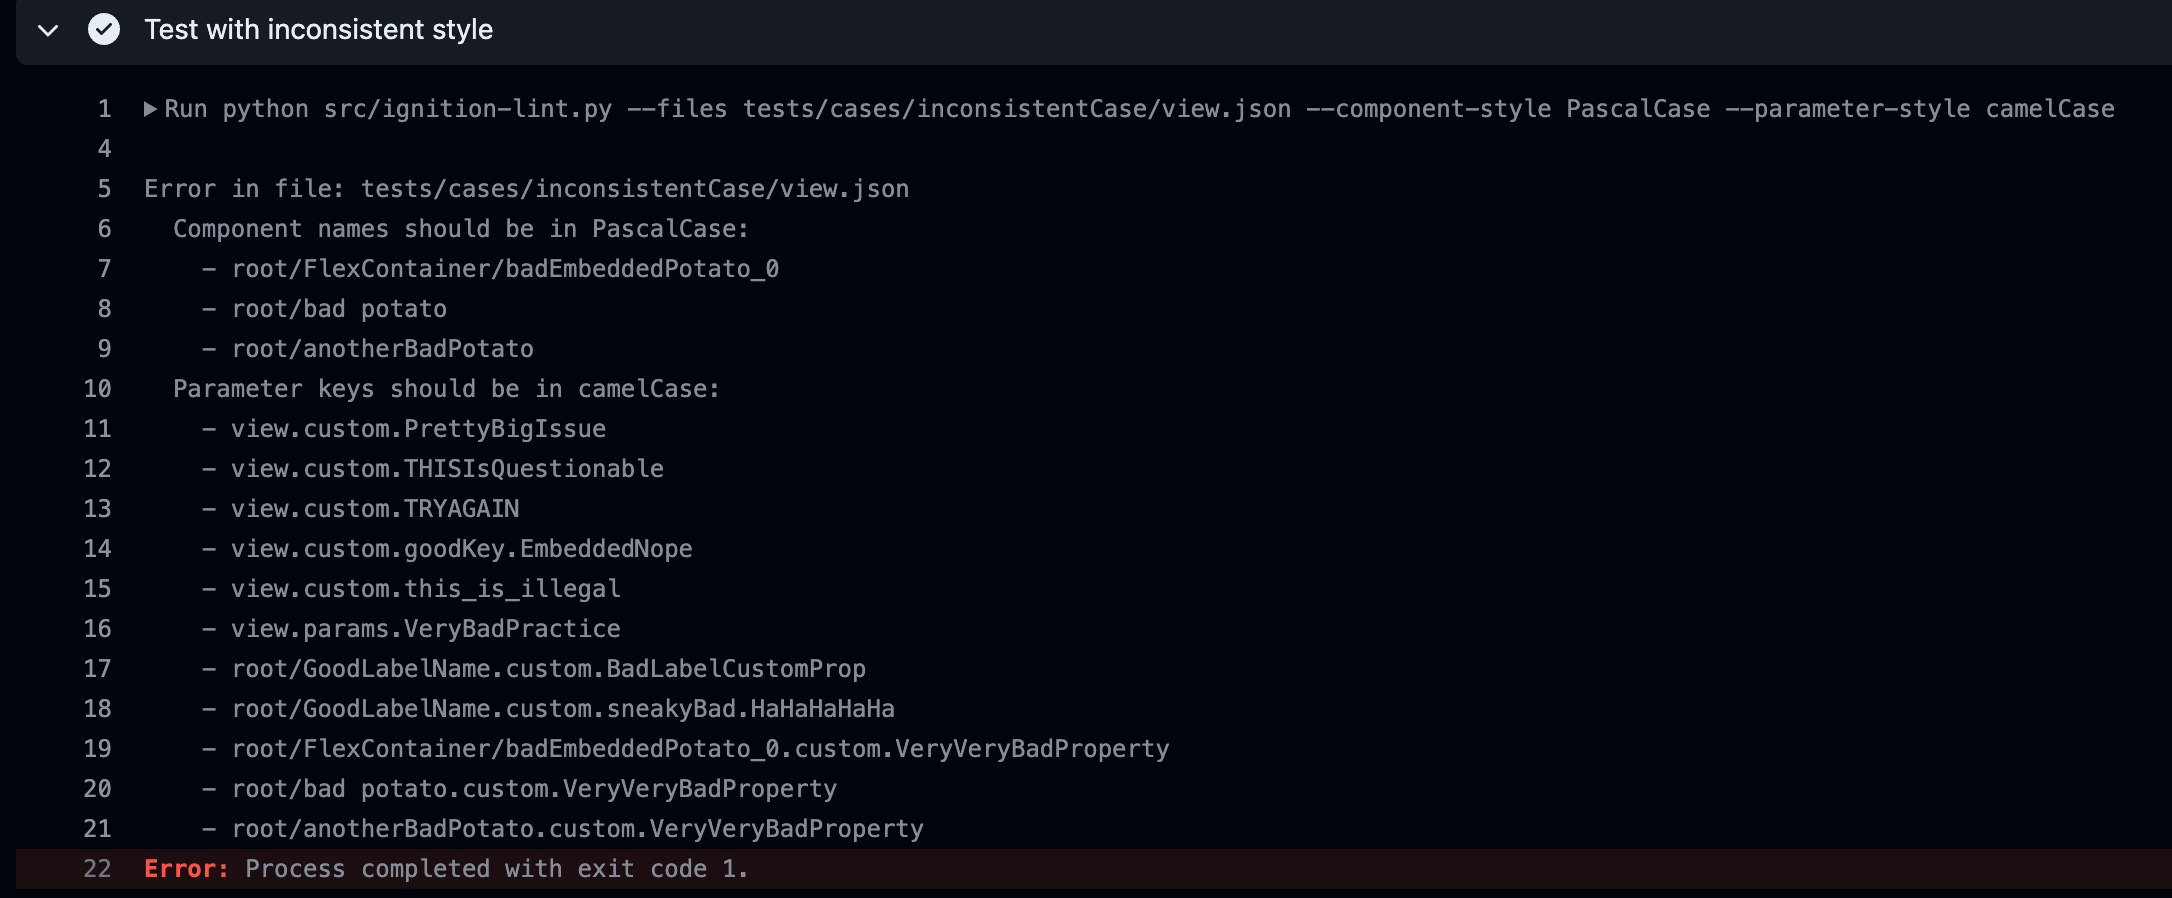 Test with inconsistent style
1 Run python src/ignition-lint.py --files tests/cases/inconsistentCase/view.json --component-style PascalCase --parameter-style camelCase
4
5 Error in file: tests/cases/inconsistentCase/view.json
6 Component names should be in PascalCase:
7 - root/FlexContainer/badEmbeddedPotato_0
8 - root/bad potato
9 - root/anotherBadPotato
10 Parameter keys should be in camelCase:
11 - view.custom.PrettyBigIssue
12 - view.custom.THISIsQuestionable
13 - view.custom.TRYAGAIN
14 - view.custom.goodKey.EmbeddedNope
15 - view.custom.this_is_illegal
16 - view.params.VeryBadPractice
17 - root/GoodLabelName.custom.BadLabelCustomProp
18 - root/GoodLabelName.custom.sneakyBad.HaHaHaHaHa
19 - root/FlexContainer/badEmbeddedPotato_0.custom.VeryVeryBadProperty
20 - root/bad potato.custom.VeryVeryBadProperty
21 - root/anotherBadPotato.custom.VeryVeryBadProperty
22 Error: Process completed with exit code 1.